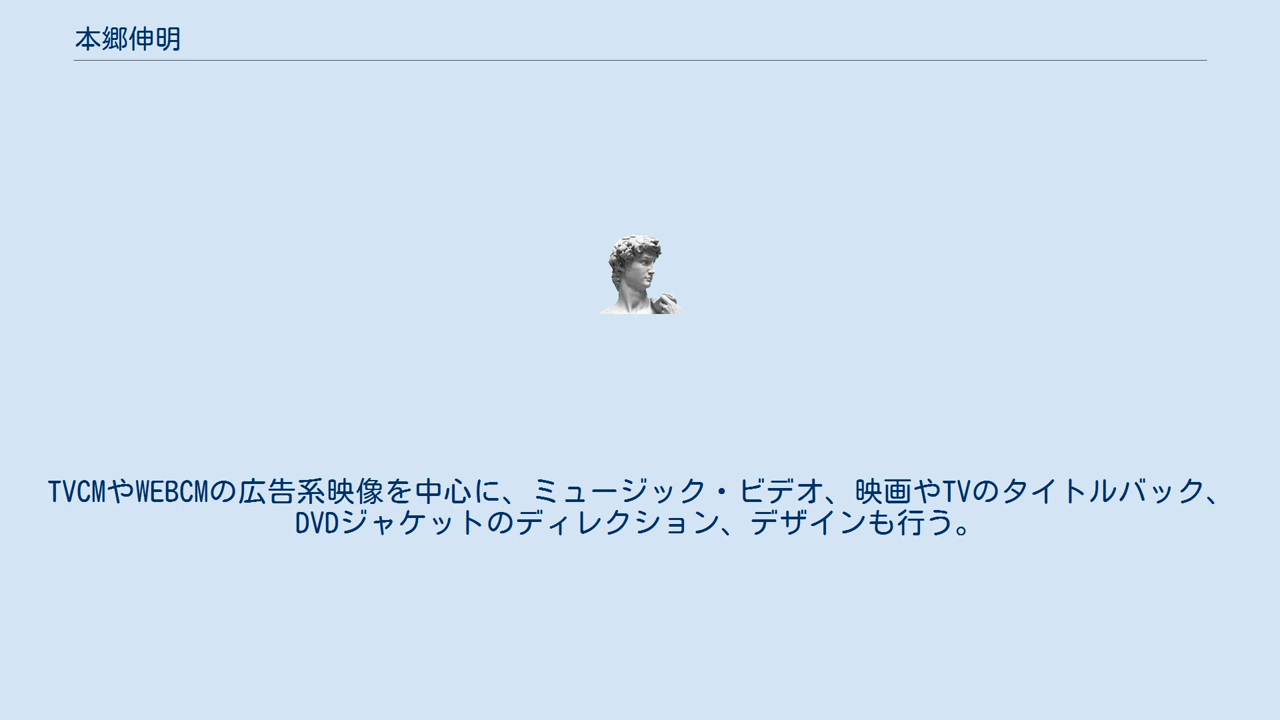 本郷伸明
TVCMやWEBCMの広告系映像を中心に、ミュージック・ビデオ、映画やTVのタイトルバック、
DVDジャケットのディレクション、デザインも行う。